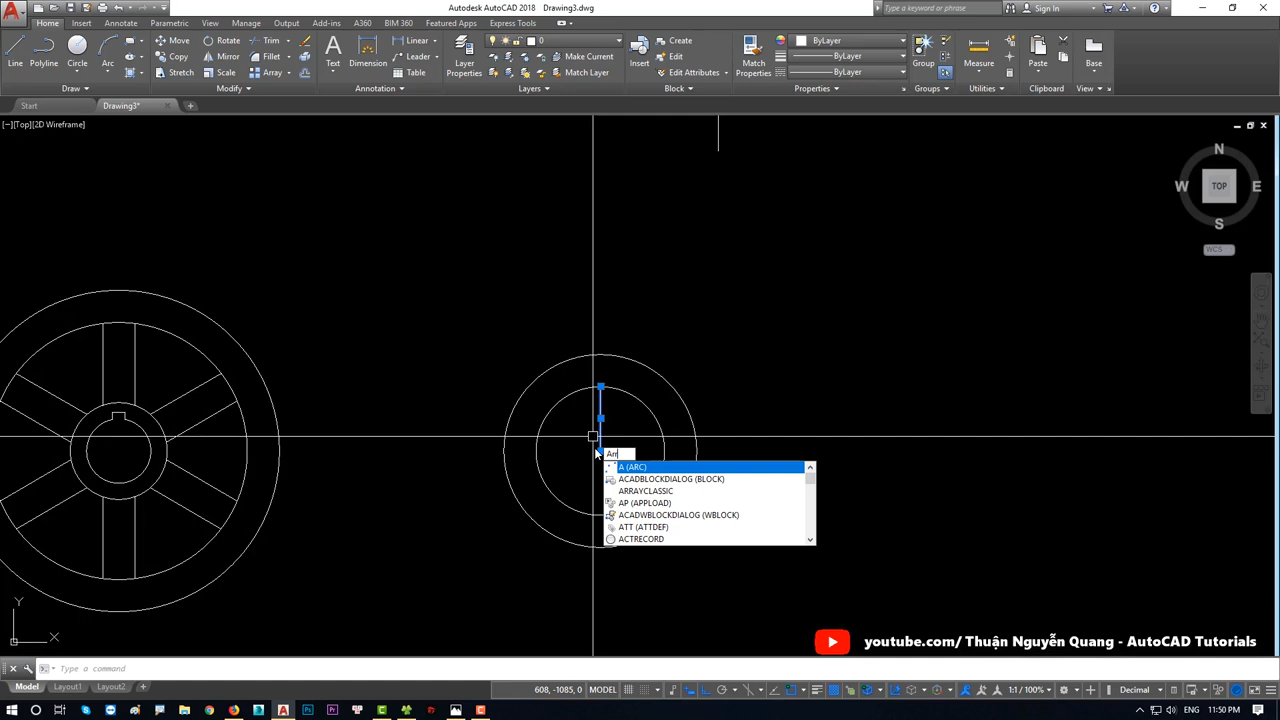 Autodesk AutoCAD 2018   Drawing3.dwg
Type a keyword or phrase
Sign In
Home Insert Annotate Parametric View Manage Output Add-ins A360 BIM 360 Featured Apps Express Tools
Line Polyline Circle Arc
Move Rotate Trim
Copy Mirror Fillet
Stretch Scale Array
Text Dimension
Linear
Leader
Table
Layer Properties
0
Make Current
Match Layer
Insert
Create
Edit
Edit Attributes
Match Properties
ByLayer
ByLayer
ByLayer
Group
Measure
Paste
Base
Draw Modify Annotation Layers Block Properties Groups Utilities Clipboard View
Start Drawing3*
[−][Top][2D Wireframe]
N
W TOP E
S
WCS
Arr
A (ARC)
ACADBLOCKDIALOG (BLOCK)
ARRAYCLASSIC
AP (APPLOAD)
ACADWBLOCKDIALOG (WBLOCK)
ATT (ATTDEF)
ACTRECORD
Y
X
youtube.com/ Thuận Nguyễn Quang - AutoCAD Tutorials
Type a command
Model Layout1 Layout2
608, -1085, 0 MODEL
1:1 / 100%
Decimal
ENG 11:50 PM